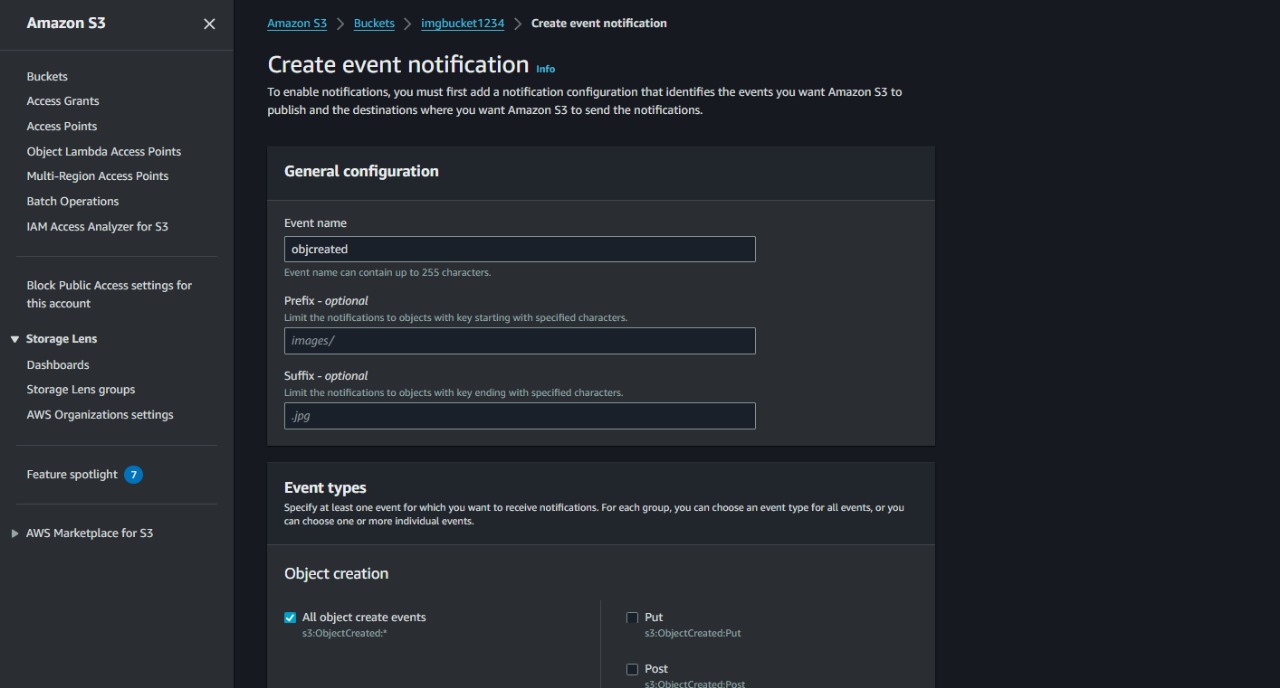 Amazon S3
Buckets
Access Grants
Access Points
Object Lambda Access Points
Multi-Region Access Points
Batch Operations
IAM Access Analyzer for S3
Block Public Access settings for
this account
Storage Lens
Dashboards
Storage Lens groups
AWS Organizations settings
Feature spotlight 7
AWS Marketplace for S3
Amazon S3 > Buckets > imgbucket1234 > Create event notification
Create event notification Info
To enable notifications, you must first add a notification configuration that identifies the events you want Amazon S3 to
publish and the destinations where you want Amazon S3 to send the notifications.
General configuration
Event name
objcreated
Event name can contain up to 255 characters.
Prefix - optional
Limit the notifications to objects with key starting with specified characters.
images/
Suffix - optional
Limit the notifications to objects with key ending with specified characters.
.jpg
Event types
Specify at least one event for which you want to receive notifications. For each group, you can choose an event type for all events, or you
can choose one or more individual events.
Object creation
All object create events
s3:ObjectCreated:*
Put
s3:ObjectCreated:Put
Post
s3:ObjectCreated:Post